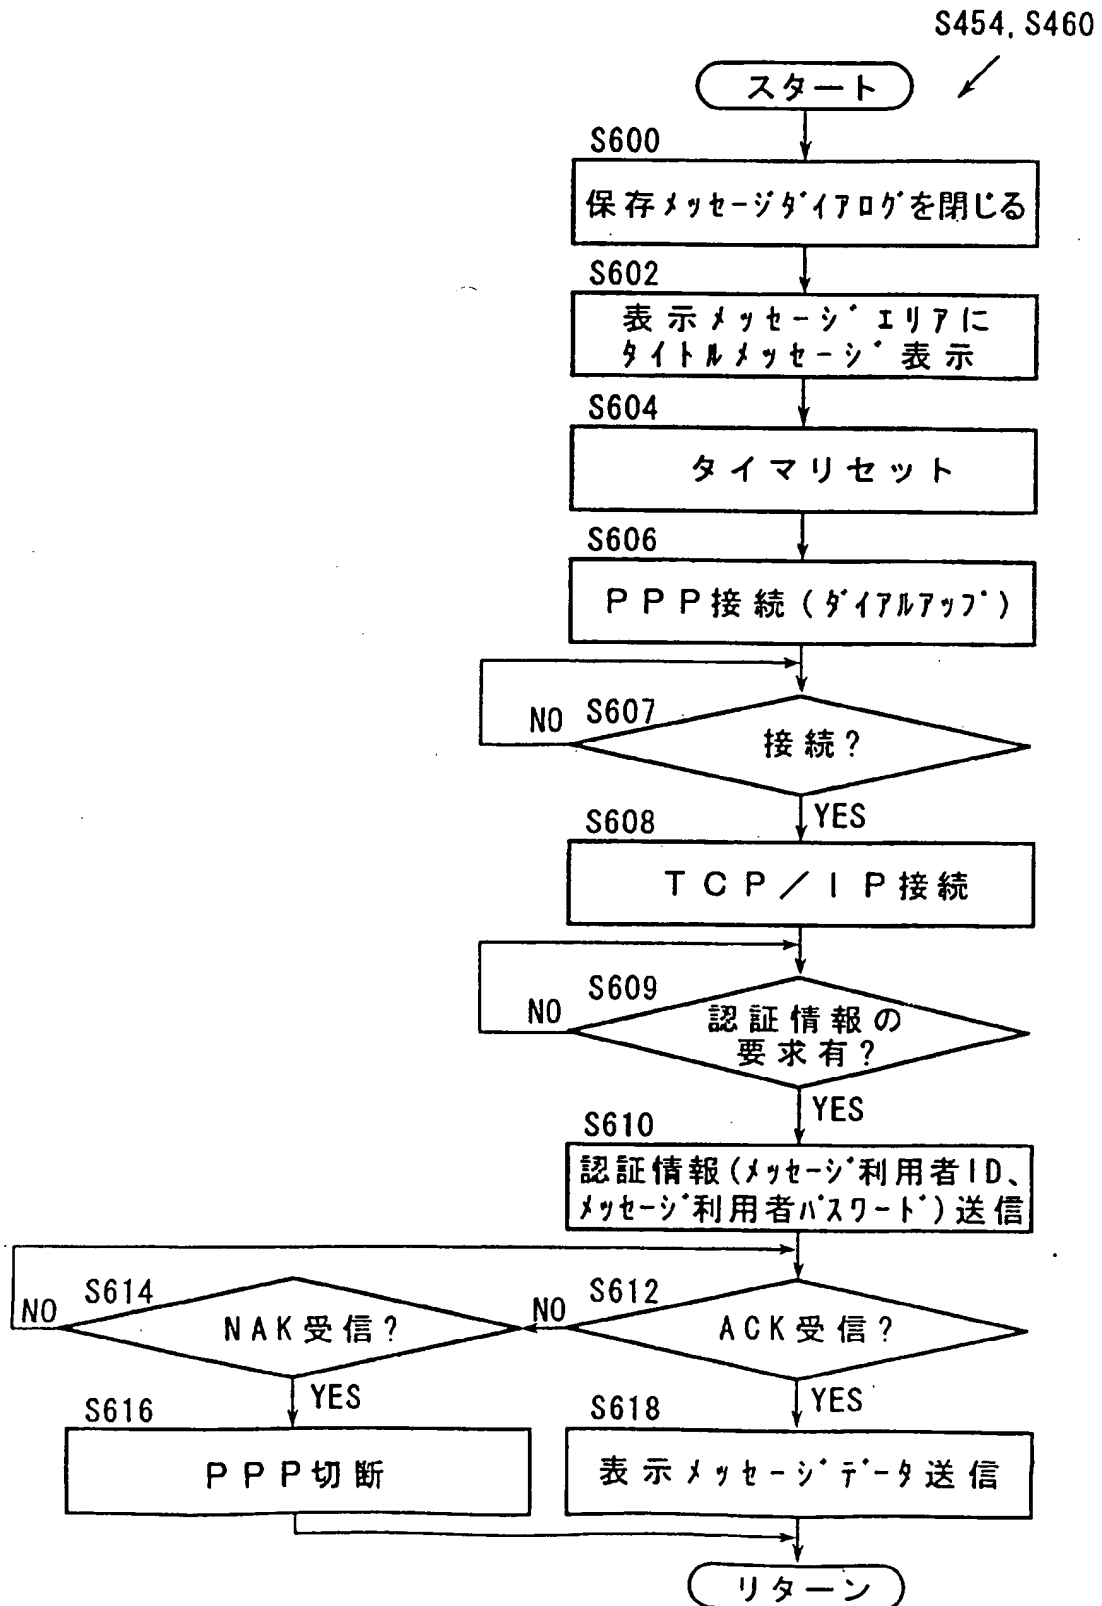 S454, S460
スタート
S600
保存メッセージダイアログを閉じる
S602
表示メッセージエリアに
タイトルメッセージ表示
S604
タイマリセット
S606
PPP接続(ダイアルアップ)
S607
NO
接続?
YES
S608
TCP/IP接続
S609
NO
認証情報の
要求有?
YES
S610
認証情報(メッセージ利用者ID、
メッセージ利用者パスワード)送信
S614
NO
NAK受信?
S612
NO
ACK受信?
YES
YES
S616
PPP切断
S618
表示メッセージデータ送信
リターン